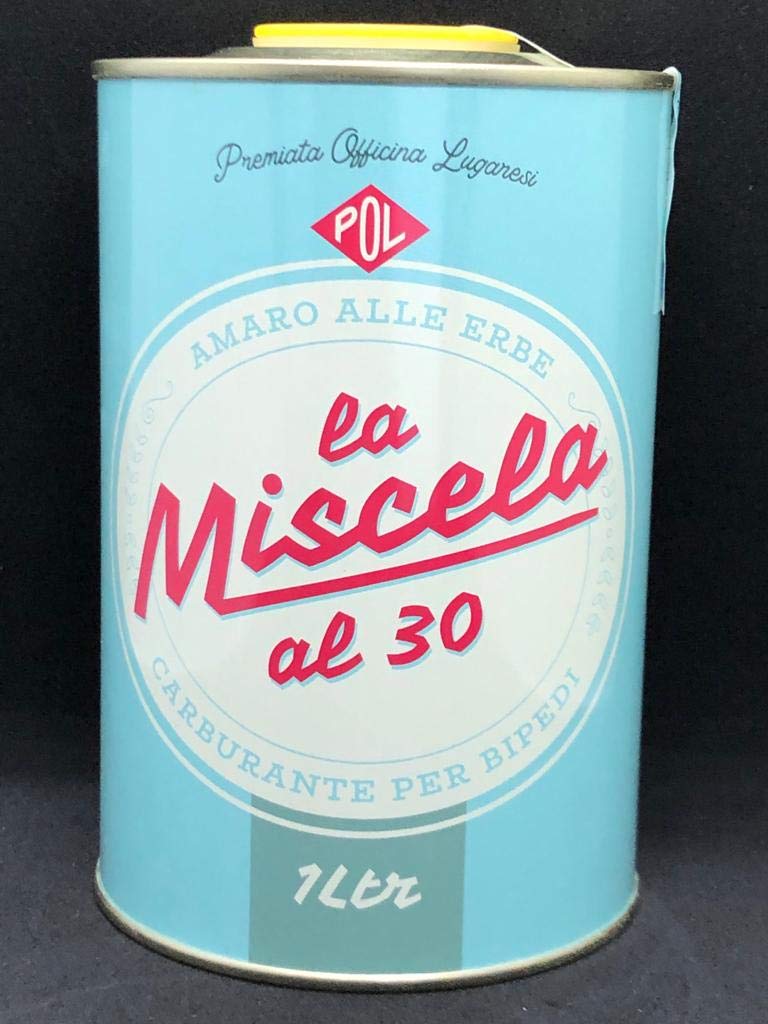 Premiata Officina Lugaresi
POL
AMARO ALLE ERBE
la
Miscela
al 30
CARBURANTE PER BIPEDI
1Ltr